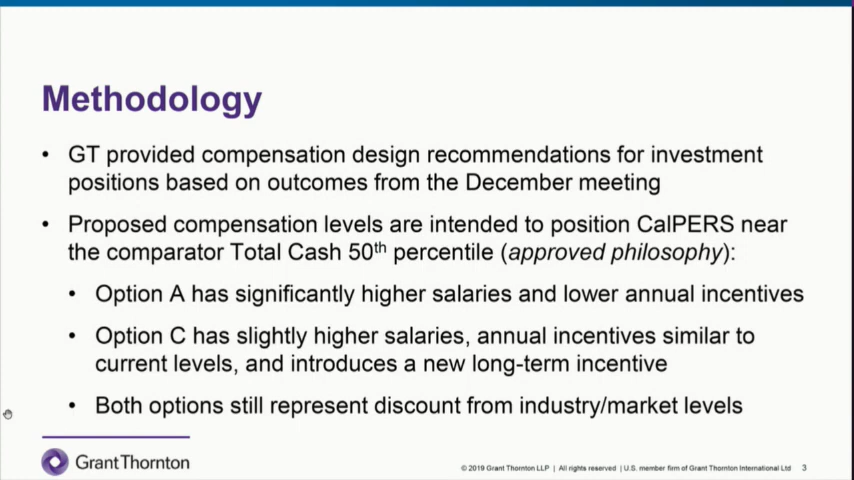 Methodology
• GT provided compensation design recommendations for investment
positions based on outcomes from the December meeting
• Proposed compensation levels are intended to position CalPERS near
the comparator Total Cash 50th percentile (approved philosophy):
• Option A has significantly higher salaries and lower annual incentives
• Option C has slightly higher salaries, annual incentives similar to
current levels, and introduces a new long-term incentive
• Both options still represent discount from industry/market levels
GrantThornton
© 2019 Grant Thornton LLP | All rights reserved | U.S. member firm of Grant Thornton International Ltd 3